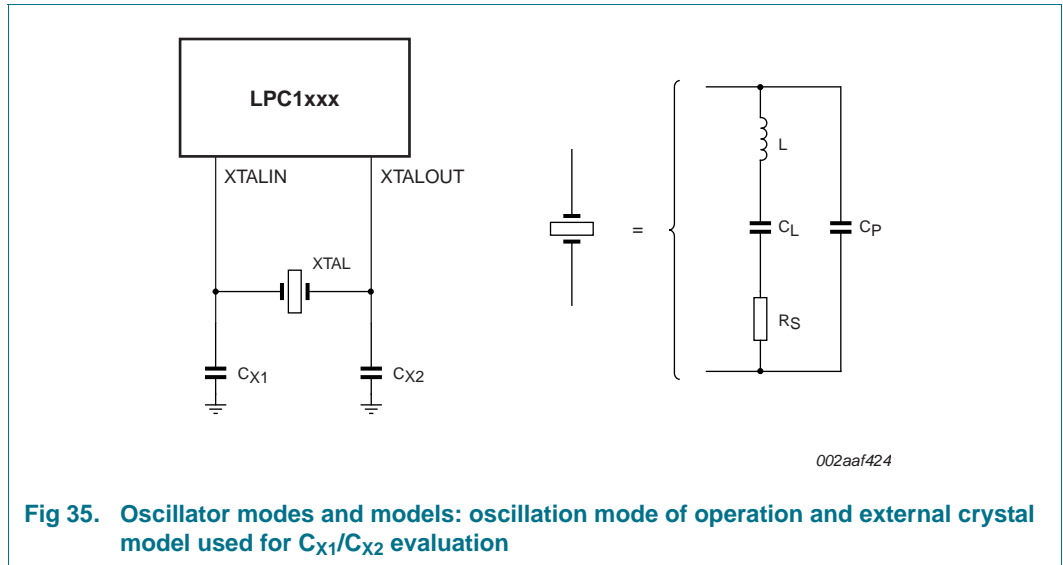 LPC1xxx
XTALIN
XTALOUT
XTAL
CX1
CX2
=
L
CL
CP
RS
002aaf424
Fig 35. Oscillator modes and models: oscillation mode of operation and external crystal
model used for CX1/CX2 evaluation